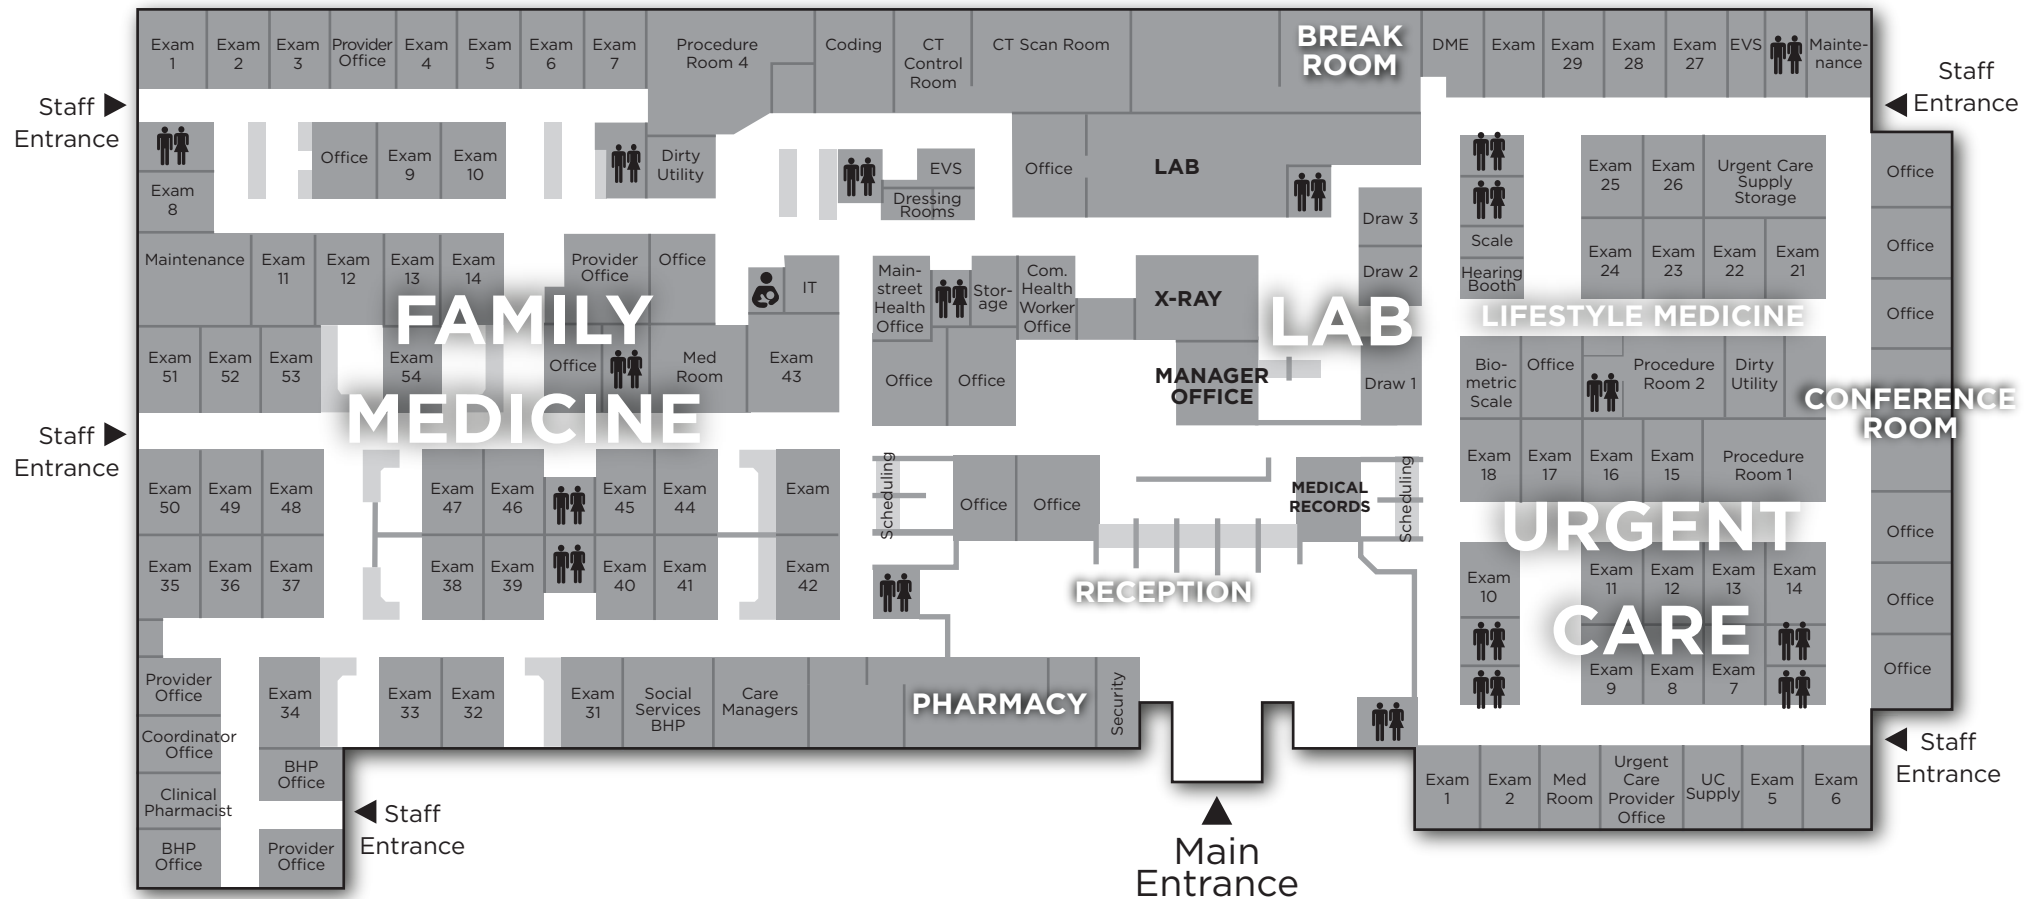 Exam
1
Exam
2
Exam
3
Provider
Office
Exam
4
Exam
5
Exam
6
Exam
7
Procedure
Room 4
Coding
CT
Control
Room
CT Scan Room
BREAK
ROOM
DME
Exam
Exam
29
Exam
28
Exam
27
EVS
Mainte-
nance
Staff
Entrance
Staff
Entrance
Office
Exam
9
Exam
10
Dirty
Utility
EVS
Dressing
Rooms
Office
LAB
Exam
25
Exam
26
Urgent Care
Supply
Storage
Office
Exam
8
Draw 3
Scale
Hearing
Booth
Exam
24
Exam
23
Exam
22
Exam
21
Office
Maintenance
Exam
11
Exam
12
Exam
13
Exam
14
Provider
Office
Office
IT
Main-
street
Health
Office
Stor-
age
Com.
Health
Worker
Office
X-RAY
Draw 2
LAB
LIFESTYLE MEDICINE
Office
FAMILY
MEDICINE
Exam
51
Exam
52
Exam
53
Exam
54
Office
Med
Room
Exam
43
Office
Office
MANAGER
OFFICE
Draw 1
Bio-
metric
Scale
Office
Procedure
Room 2
Dirty
Utility
CONFERENCE
ROOM
Staff
Entrance
Exam
50
Exam
49
Exam
48
Exam
47
Exam
46
Exam
45
Exam
44
Exam
Scheduling
Office
Office
MEDICAL
RECORDS
Scheduling
Exam
18
Exam
17
Exam
16
Exam
15
Procedure
Room 1
URGENT
CARE
Office
Exam
35
Exam
36
Exam
37
Exam
38
Exam
39
Exam
40
Exam
41
Exam
42
RECEPTION
Exam
10
Exam
11
Exam
12
Exam
13
Exam
14
Office
Provider
Office
Exam
34
Exam
33
Exam
32
Exam
31
Social
Services
BHP
Care
Managers
PHARMACY
Security
Exam
9
Exam
8
Exam
7
Office
Coordinator
Office
BHP
Office
Staff
Entrance
Clinical
Pharmacist
Staff
Entrance
Exam
1
Exam
2
Med
Room
Urgent
Care
Provider
Office
UC
Supply
Exam
5
Exam
6
BHP
Office
Provider
Office
Main
Entrance